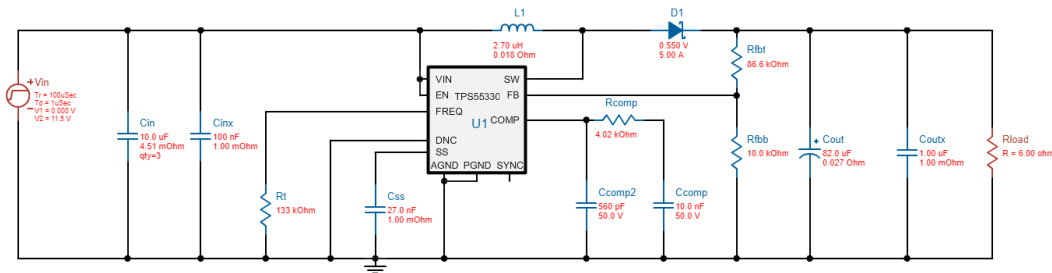 L1
2.70 uH
0.018 Ohm
D1
0.550 V
5.00 A
Rfbt
86.6 kOhm
Vin
Tr = 100uSec
Td = 1uSec
V1 = 0.000 V
V2 = 11.5 V
Cin
10.0 uF
4.51 mOhm
qty=3
Cinx
100 nF
1.00 mOhm
VIN
SW
EN
TPS55330
FB
FREQ
U1
COMP
DNC
SS
AGND
PGND
SYNC
Rcomp
4.02 kOhm
Rfbb
10.0 kOhm
Cout
82.0 uF
0.027 Ohm
Coutx
1.00 uF
1.00 mOhm
Rload
R = 6.00 ohm
Rt
133 kOhm
Css
27.0 nF
1.00 mOhm
Ccomp2
560 pF
50.0 V
Ccomp
10.0 nF
50.0 V